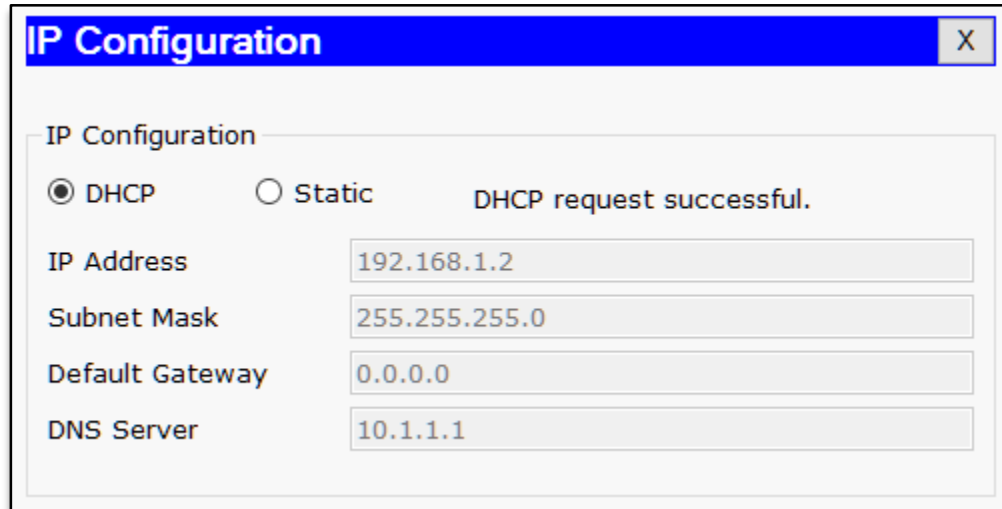 IP Configuration X
IP Configuration
DHCP Static DHCP request successful.
IP Address 192.168.1.2
Subnet Mask 255.255.255.0
Default Gateway 0.0.0.0
DNS Server 10.1.1.1